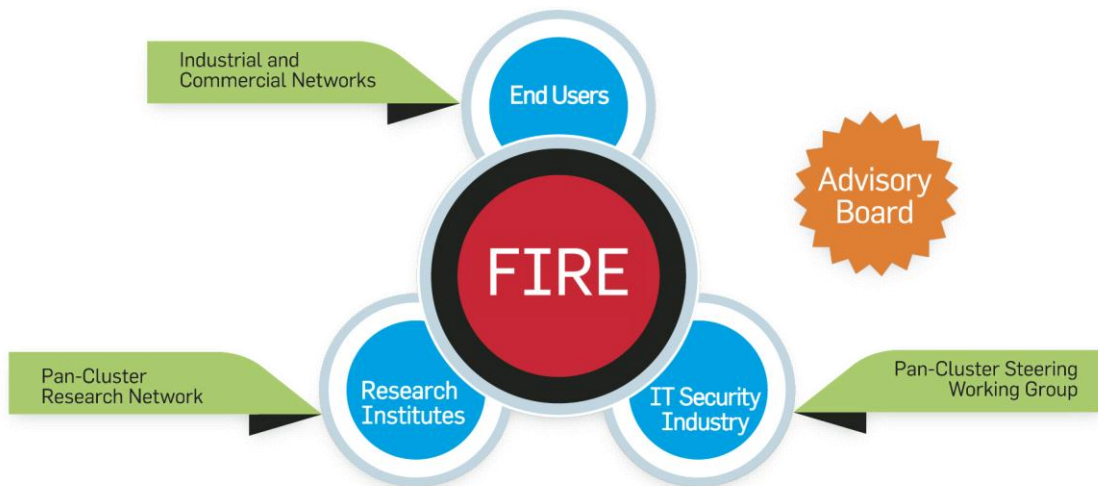 Industrial and
Commercial Networks
End Users
Advisory
Board
FIRE
Pan-Cluster
Research Network
Research
Institutes
IT Security
Industry
Pan-Cluster Steering
Working Group